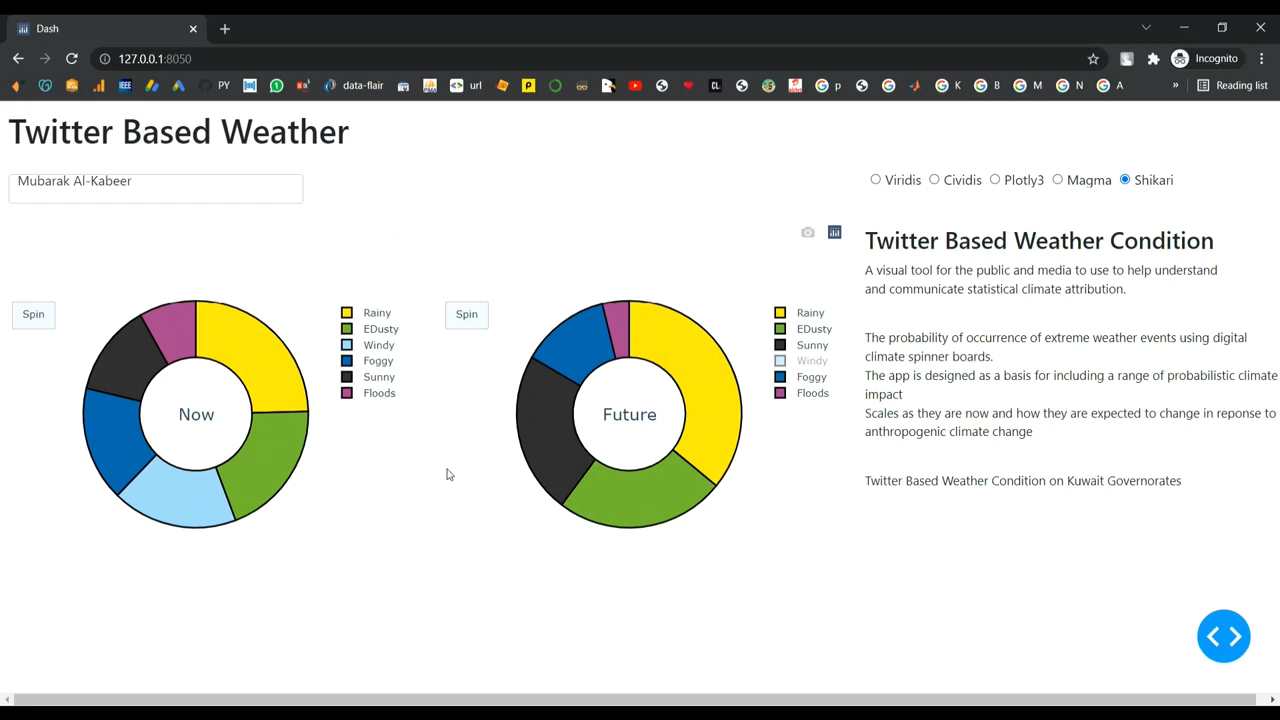 Dash
127.0.0.1:8050
Incognito
PY
data-flair
url
p
K
B
M
N
A
»
Reading list
Twitter Based Weather
Mubarak Al-Kabeer
Viridis
Cividis
Plotly3
Magma
Shikari
Spin
Now
Rainy
EDusty
Windy
Foggy
Sunny
Floods
Spin
Future
Rainy
EDusty
Sunny
Windy
Foggy
Floods
Twitter Based Weather Condition
A visual tool for the public and media to use to help understand
and communicate statistical climate attribution.
The probability of occurrence of extreme weather events using digital
climate spinner boards.
The app is designed as a basis for including a range of probabilistic climate
impact
Scales as they are now and how they are expected to change in reponse to
anthropogenic climate change
Twitter Based Weather Condition on Kuwait Governorates